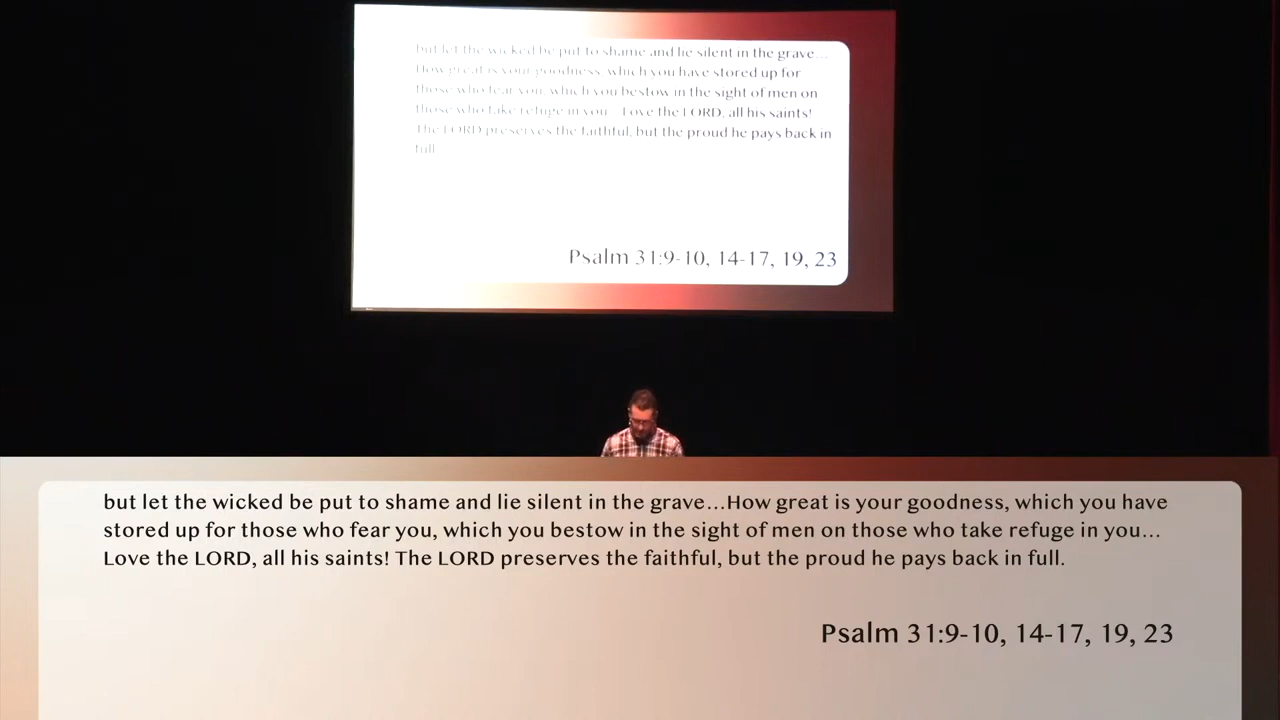 but let the wicked be put to shame and lie silent in the grave...
How great is your goodness, which you have stored up for
those who fear you, which you bestow in the sight of men on
those who take refuge in you... Love the LORD, all his saints!
The LORD preserves the faithful, but the proud he pays back in
full.
Psalm 31:9-10, 14-17, 19, 23
but let the wicked be put to shame and lie silent in the grave...How great is your goodness, which you have
stored up for those who fear you, which you bestow in the sight of men on those who take refuge in you...
Love the LORD, all his saints! The LORD preserves the faithful, but the proud he pays back in full.
Psalm 31:9-10, 14-17, 19, 23